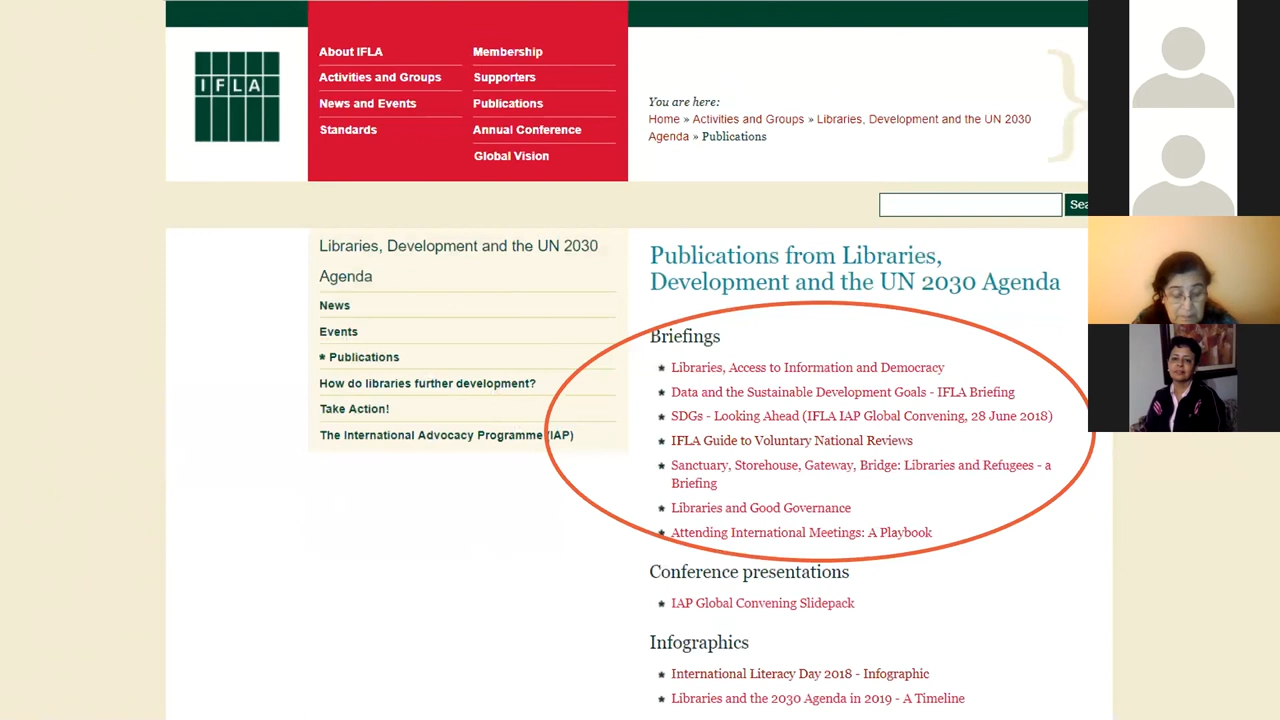 IFLA
About IFLA
Activities and Groups
News and Events
Standards
Membership
Supporters
Publications
Annual Conference
Global Vision
You are here:
Home » Activities and Groups » Libraries, Development and the UN 2030
Agenda » Publications
Sea
Libraries, Development and the UN 2030
Agenda
News
Events
* Publications
How do libraries further development?
Take Action!
The International Advocacy Programme (IAP)
Publications from Libraries,
Development and the UN 2030 Agenda
Briefings
Libraries, Access to Information and Democracy
Data and the Sustainable Development Goals - IFLA Briefing
SDGs - Looking Ahead (IFLA IAP Global Convening, 28 June 2018)
IFLA Guide to Voluntary National Reviews
Sanctuary, Storehouse, Gateway, Bridge: Libraries and Refugees - a
Briefing
Libraries and Good Governance
Attending International Meetings: A Playbook
Conference presentations
IAP Global Convening Slidepack
Infographics
International Literacy Day 2018 - Infographic
Libraries and the 2030 Agenda in 2019 - A Timeline